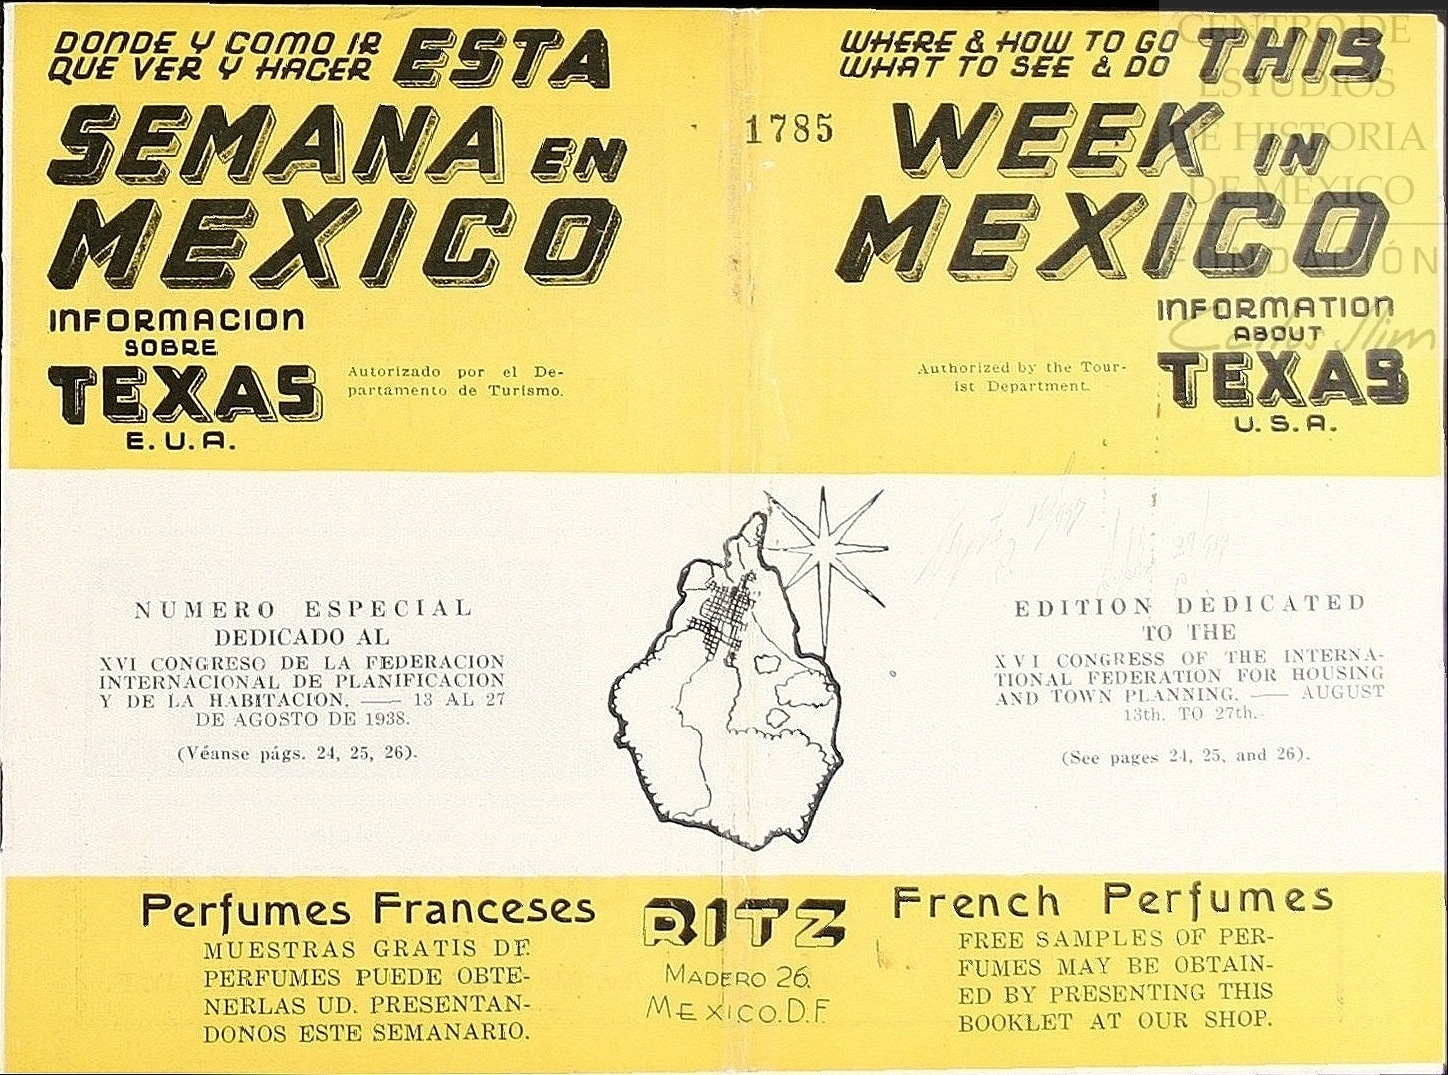 DONDE Y COMO IR
QUE VER Y HACER
ESTA
SEMANA EN
MEXICO
INFORMACION
SOBRE
TEXAS
E. U. A.
Autorizado por el De-
partamento de Turismo.
1785
WHERE & HOW TO GO
WHAT TO SEE & DO
THIS
WEEK IN
MEXICO
INFORMATION
ABOUT
TEXAS
U. S. A.
Authorized by the Tour-
ist Department.
CENTRO DE
ESTUDIOS
DE HISTORIA
DE MEXICO
FUNDACIÓN
Carlos Slim
NUMERO ESPECIAL
DEDICADO AL
XVI CONGRESO DE LA FEDERACION
INTERNACIONAL DE PLANIFICACION
Y DE LA HABITACION. —— 13 AL 27
DE AGOSTO DE 1938.
(Véanse págs. 24, 25, 26).
EDITION DEDICATED
TO THE
XVI CONGRESS OF THE INTERNA-
TIONAL FEDERATION FOR HOUSING
AND TOWN PLANNING. —— AUGUST
13th. TO 27th.
(See pages 24, 25, and 26).
Perfumes Franceses
MUESTRAS GRATIS DE
PERFUMES PUEDE OBTE-
NERLAS UD. PRESENTAN-
DONOS ESTE SEMANARIO.
RITZ
MADERO 26.
MEXICO. D.F.
French Perfumes
FREE SAMPLES OF PER-
FUMES MAY BE OBTAIN-
ED BY PRESENTING THIS
BOOKLET AT OUR SHOP.